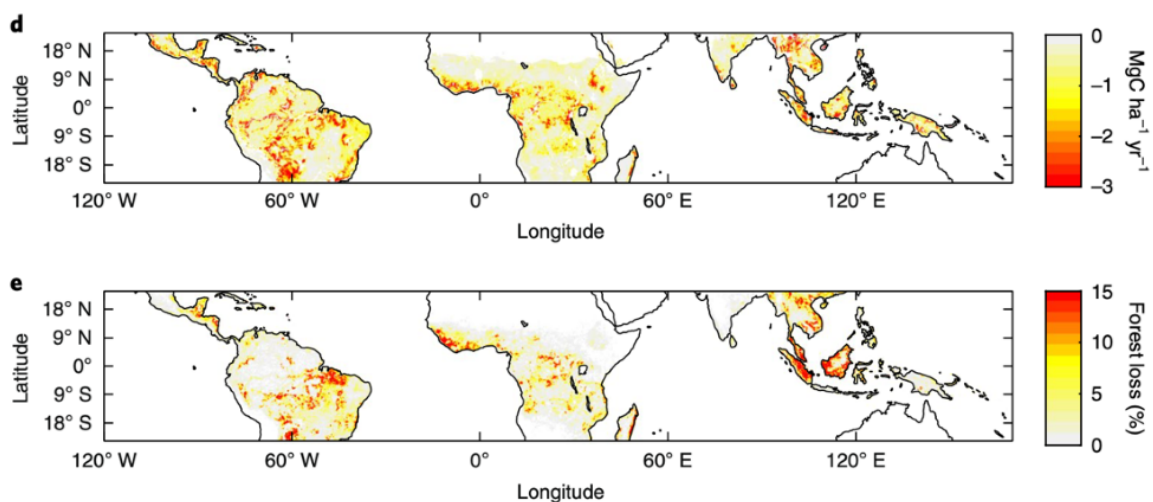 d
18° N
9° N
0°
9° S
18° S
Latitude
120° W
60° W
0°
60° E
120° E
Longitude
0
−1
−2
−3
MgC ha⁻¹ yr⁻¹
e
18° N
9° N
0°
9° S
18° S
Latitude
120° W
60° W
0°
60° E
120° E
Longitude
15
10
5
0
Forest loss (%)